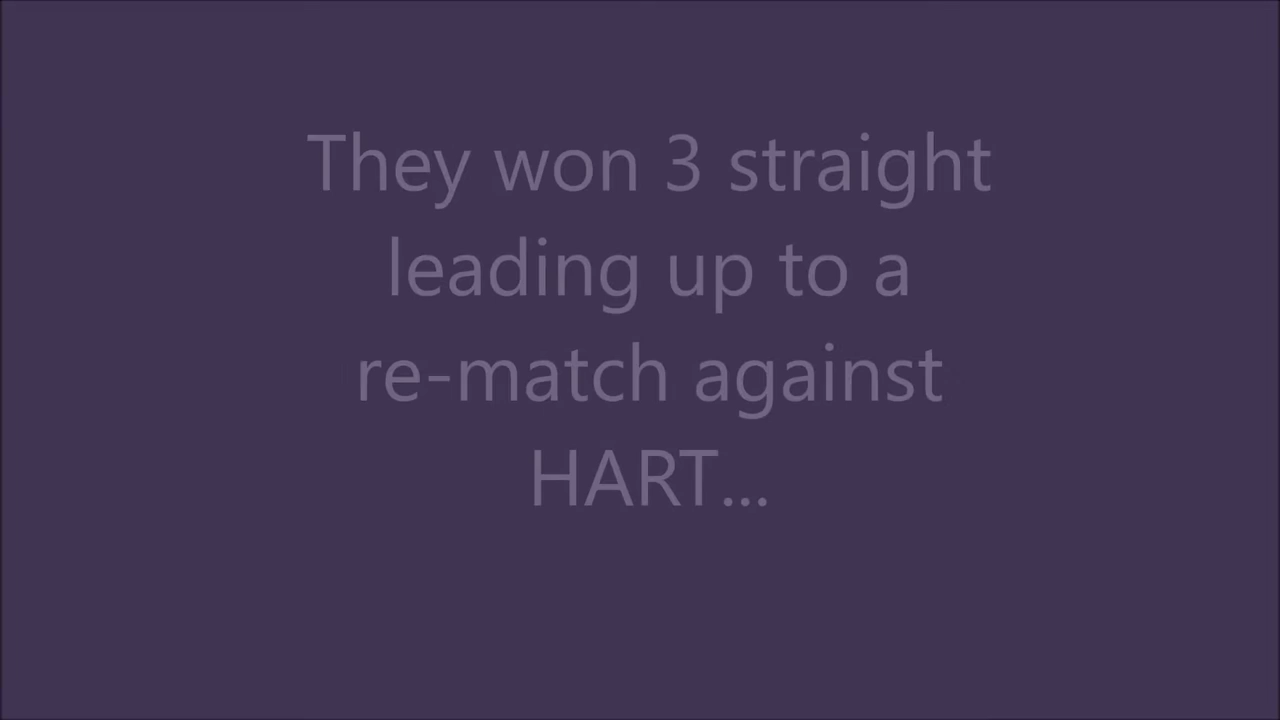 They won 3 straight
leading up to a
re-match against
HART...